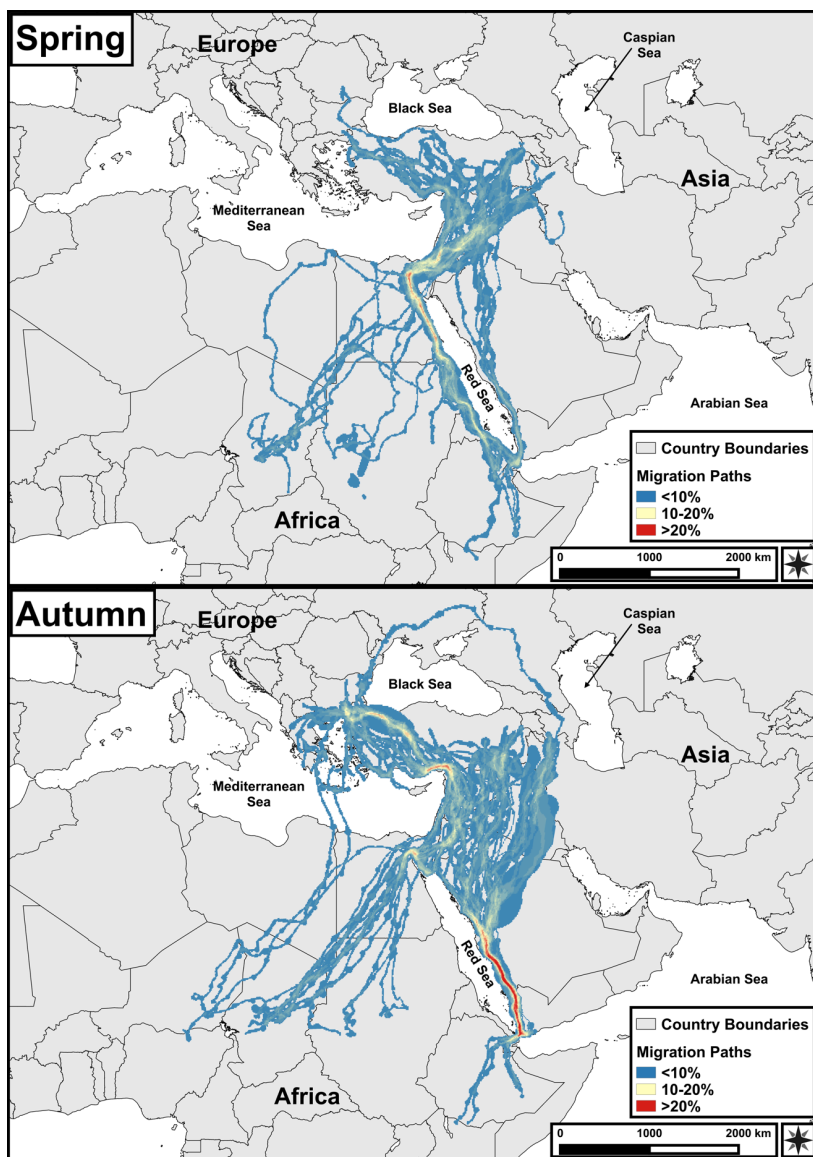 Spring
Europe
Caspian
Sea
Black Sea
Asia
Mediterranean
Sea
Red Sea
Arabian Sea
Africa
Country Boundaries
Migration Paths
<10%
10-20%
>20%
0 1000 2000 km
Autumn
Europe
Caspian
Sea
Black Sea
Asia
Mediterranean
Sea
Red Sea
Arabian Sea
Africa
Country Boundaries
Migration Paths
<10%
10-20%
>20%
0 1000 2000 km